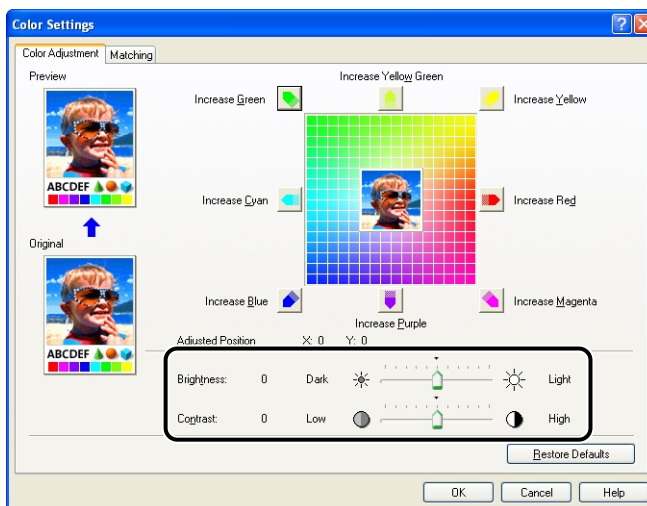 Color Settings
Color Adjustment Matching
Preview
Increase Yellow Green
Increase Green
Increase Yellow
ABCDEF
Increase Cyan
Increase Red
Original
Increase Blue
Increase Magenta
Increase Purple
ABCDEF
Adjusted Position X: 0 Y: 0
Brightness: 0 Dark Light
Contrast: 0 Low High
Restore Defaults
OK Cancel Help